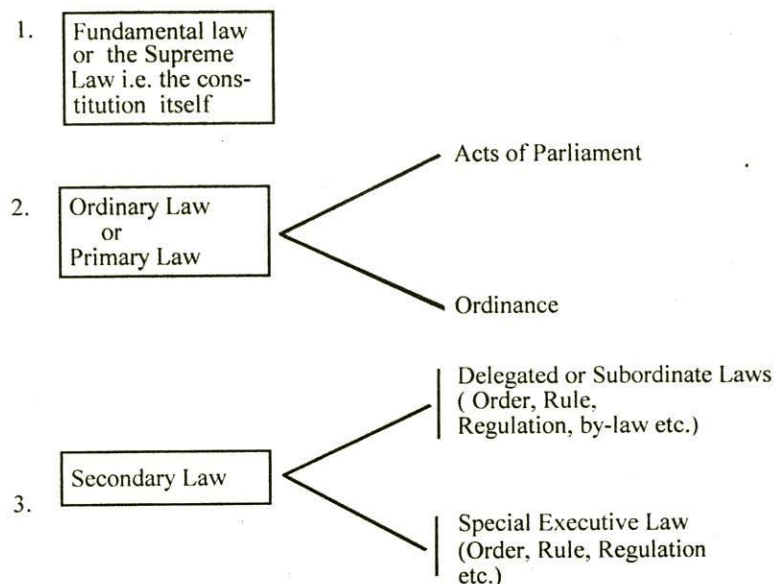 1.
Fundamental law
or the Supreme
Law i.e. the cons-
titution itself
Acts of Parliament
2.
Ordinary Law
or
Primary Law
Ordinance
Delegated or Subordinate Laws
( Order, Rule,
Regulation, by-law etc.)
Secondary Law
3.
Special Executive Law
(Order, Rule, Regulation
etc.)